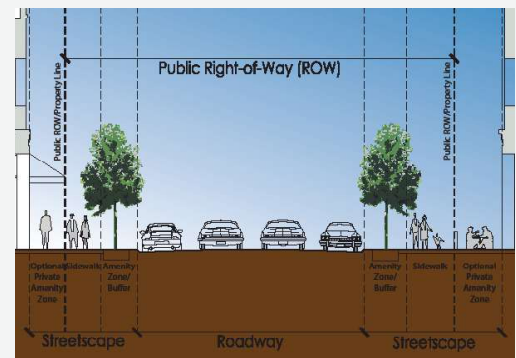 Public Right-of-Way (ROW)
Public ROW/Property Line
Public ROW/Property Line
Optional
Private
Amenity
Zone
Sidewalk
Amenity
Zone/
Buffer
Amenity
Zone/
Buffer
Sidewalk
Optional
Private
Amenity
Zone
Streetscape
Roadway
Streetscape